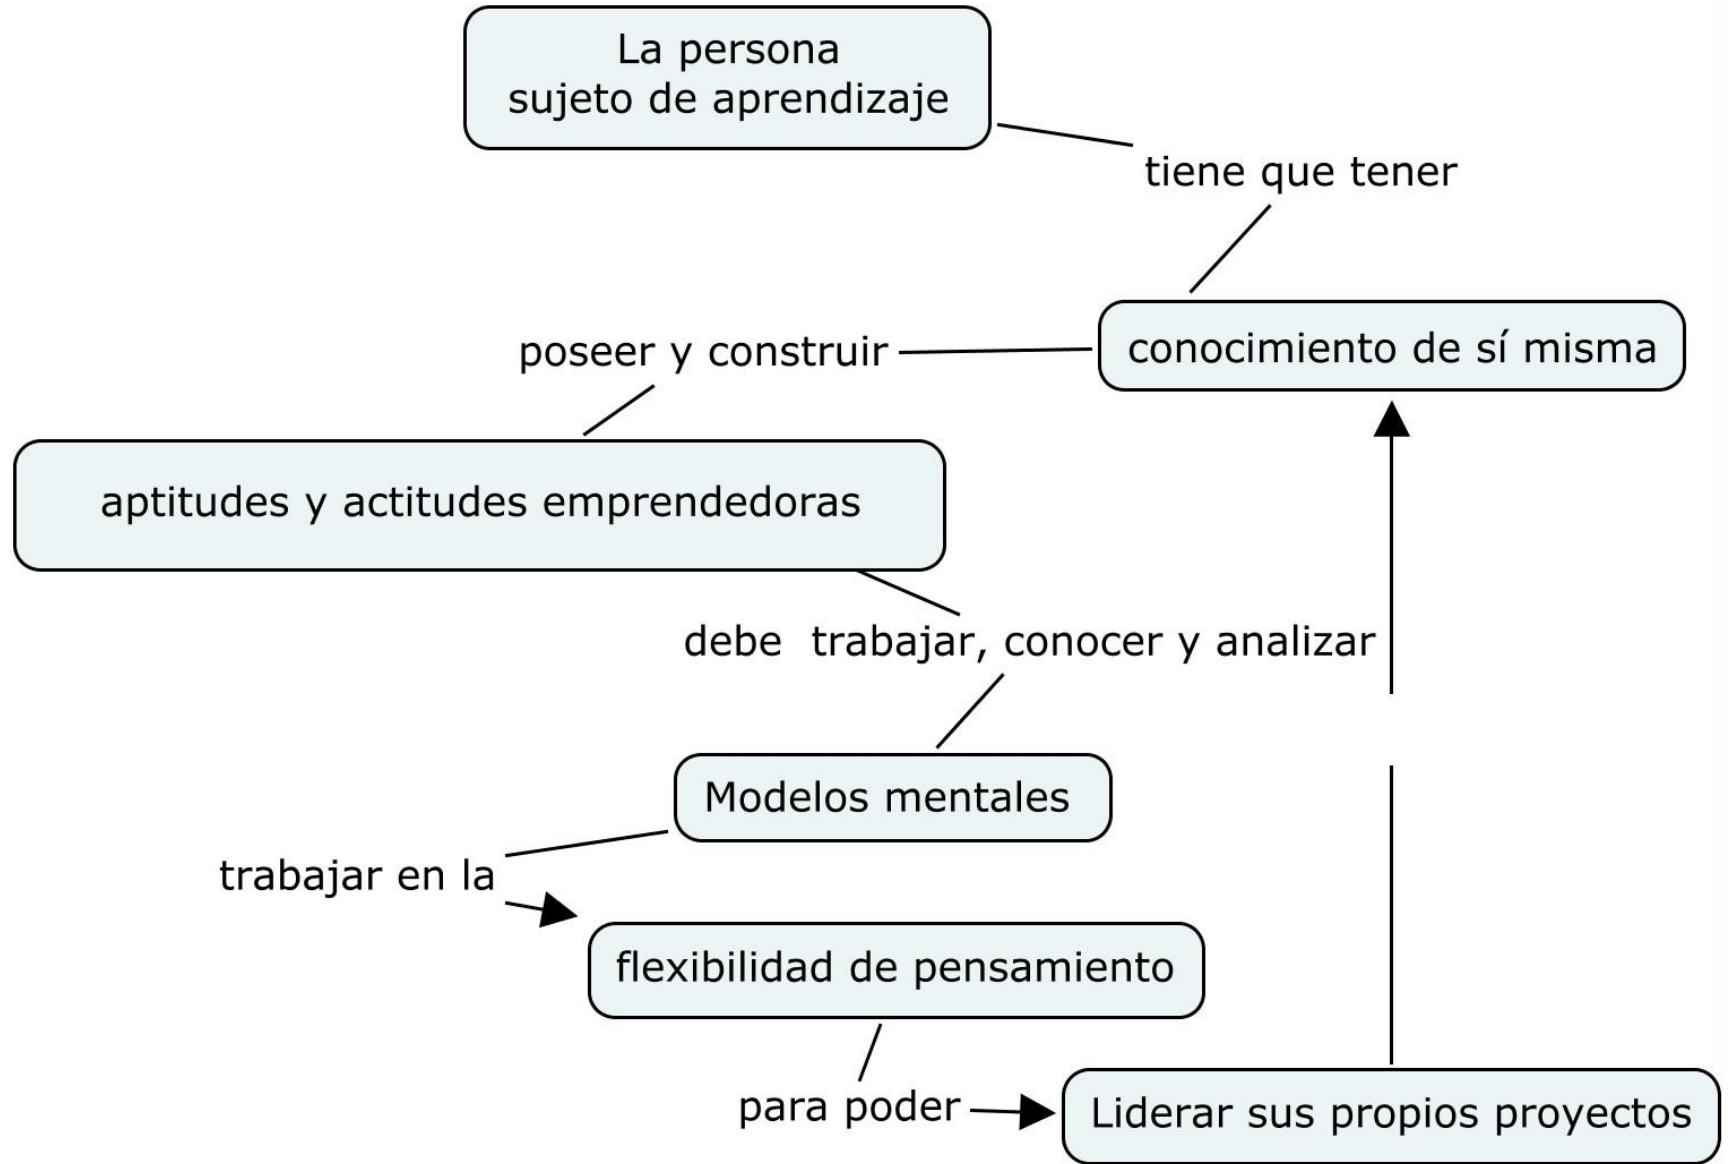 La persona
sujeto de aprendizaje
tiene que tener
conocimiento de sí misma
poseer y construir
aptitudes y actitudes emprendedoras
debe  trabajar, conocer y analizar
Modelos mentales
trabajar en la
flexibilidad de pensamiento
para poder
Liderar sus propios proyectos